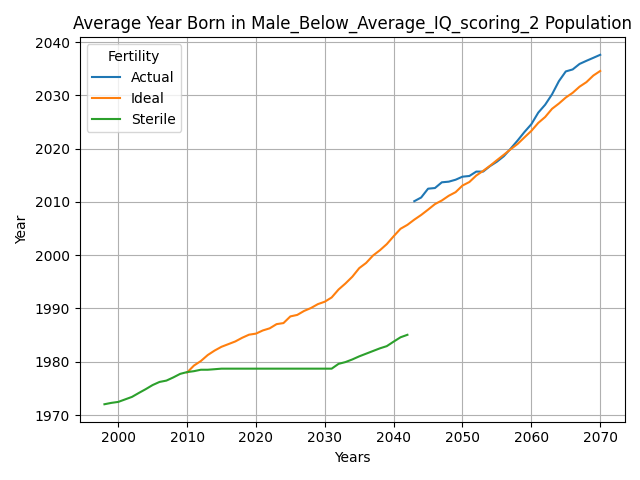 Average Year Born in Male_Below_Average_IQ_scoring_2 Population
2040
2030
2020
2010
2000
1990
1980
1970
Year
Fertility
Actual
Ideal
Sterile
2000
2010
2020
2030
2040
2050
2060
2070
Years